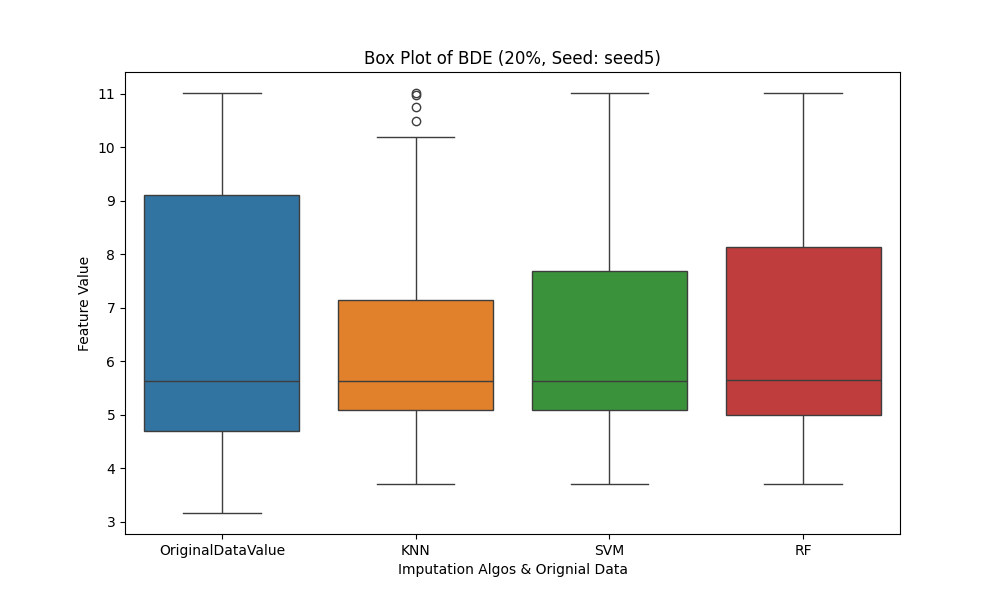 Box Plot of BDE (20%, Seed: seed5)
Feature Value
11
10
9
8
7
6
5
4
3
OriginalDataValue KNN SVM RF
Imputation Algos & Orignial Data